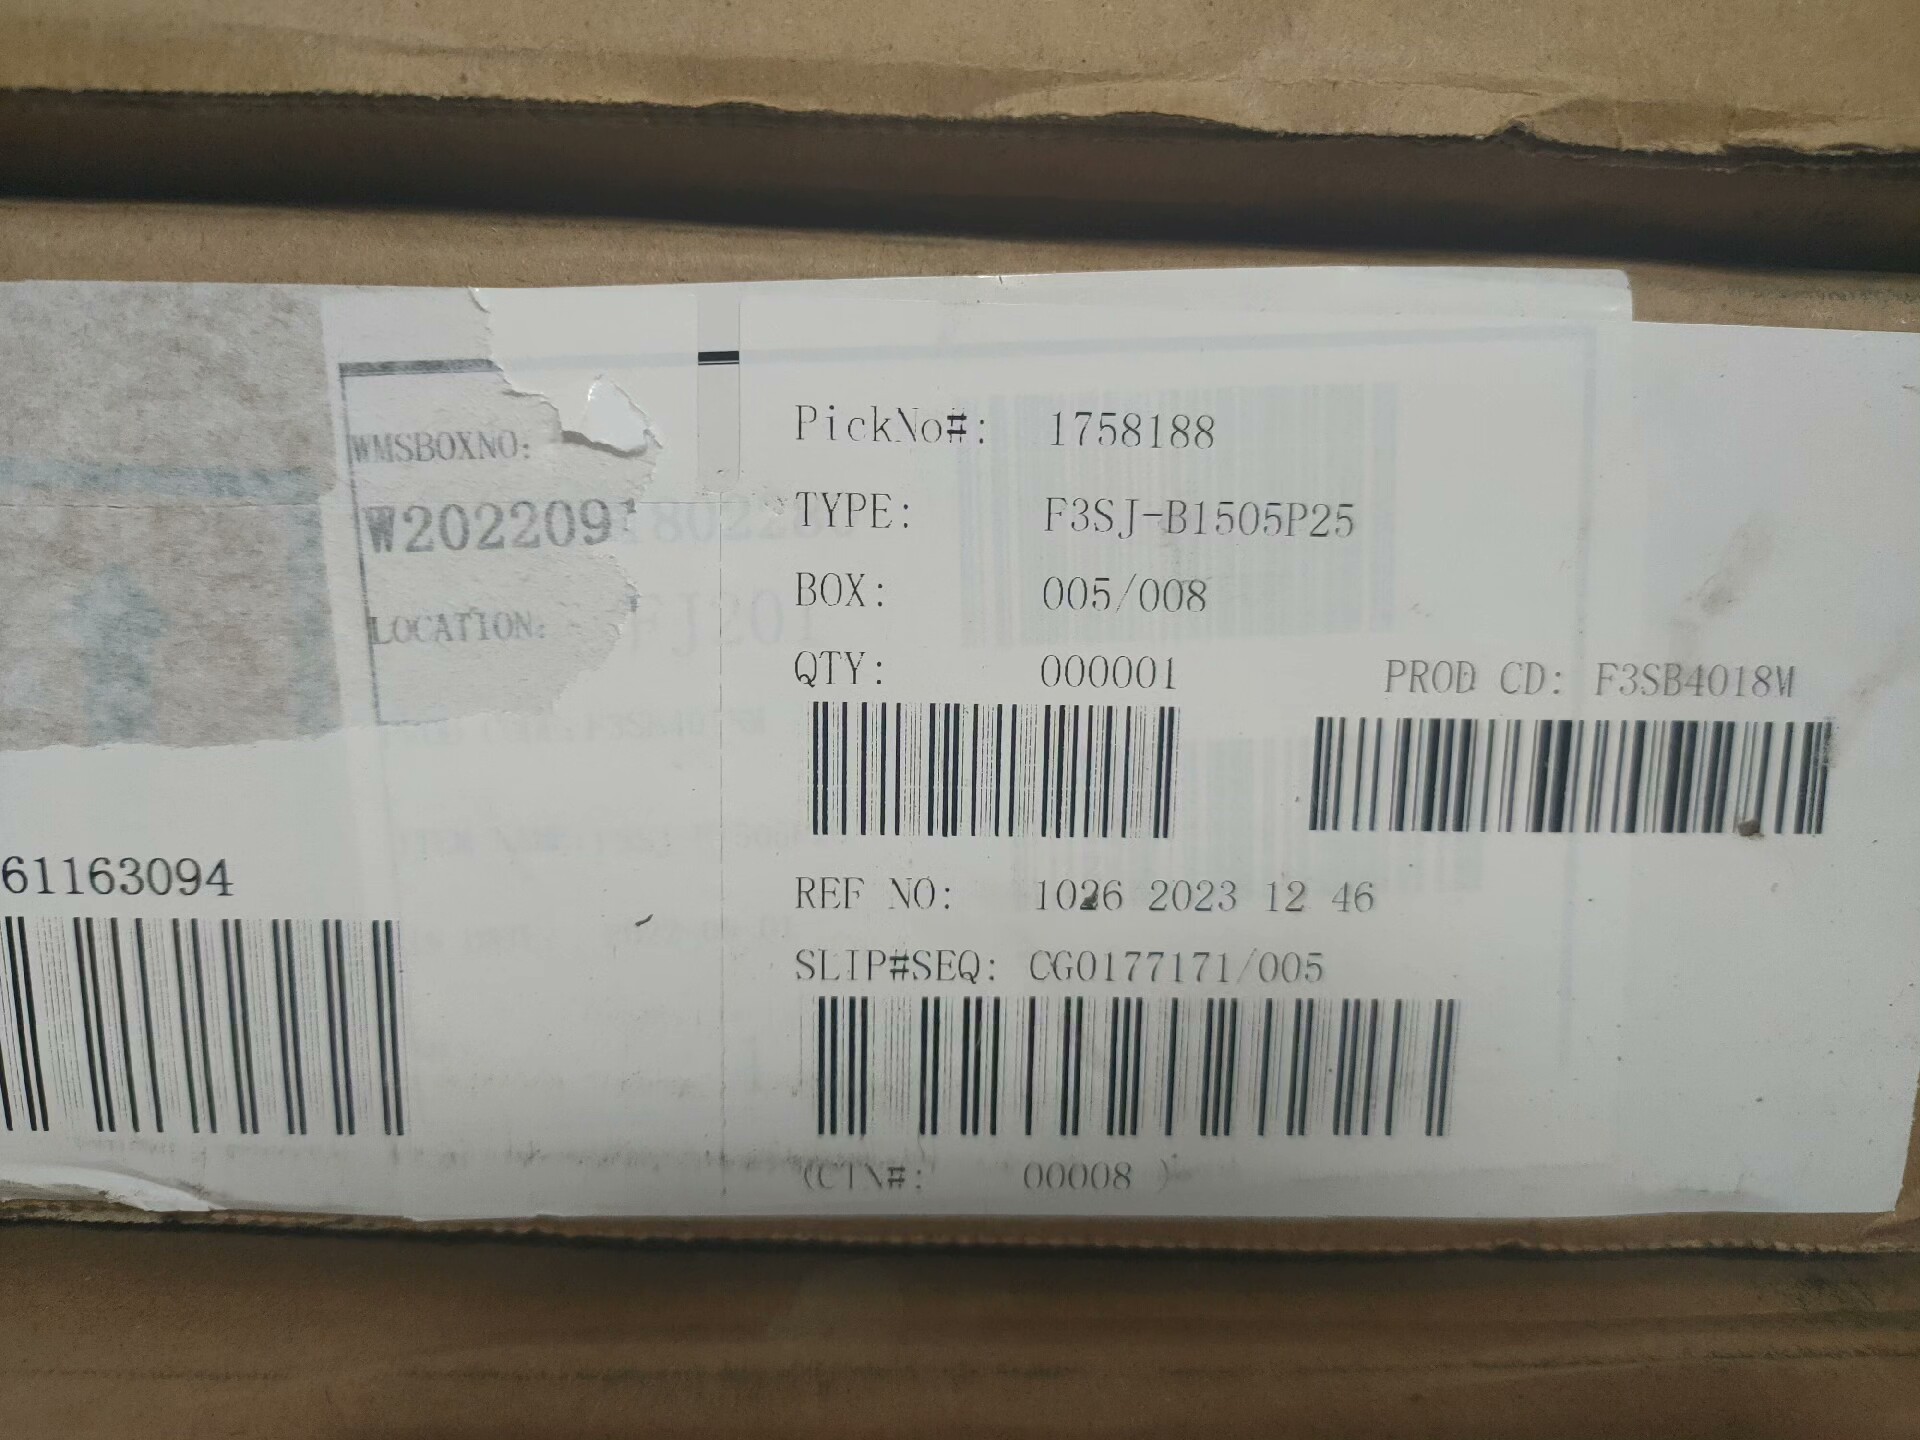 WMSBOXNO:
W2022091
LOCATION:
61163094
PickNo#: 1758188
TYPE: F3SJ-B1505P25
BOX: 005/008
QTY: 000001
PROD CD: F3SB4018M
REF NO: 1026 2023 12 46
SLIP#SEQ: CG0177171/005
(CTN#: 00008 )